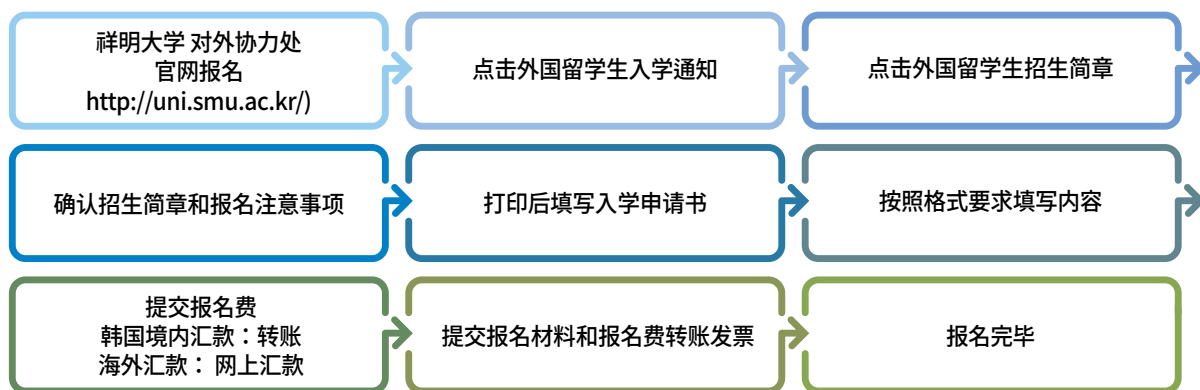 祥明大学 对外协力处
官网报名
http://uni.smu.ac.kr/)
点击外国留学生入学通知
点击外国留学生招生简章
确认招生简章和报名注意事项
打印后填写入学申请书
按照格式要求填写内容
提交报名费
韩国境内汇款：转账
海外汇款： 网上汇款
提交报名材料和报名费转账发票
报名完毕